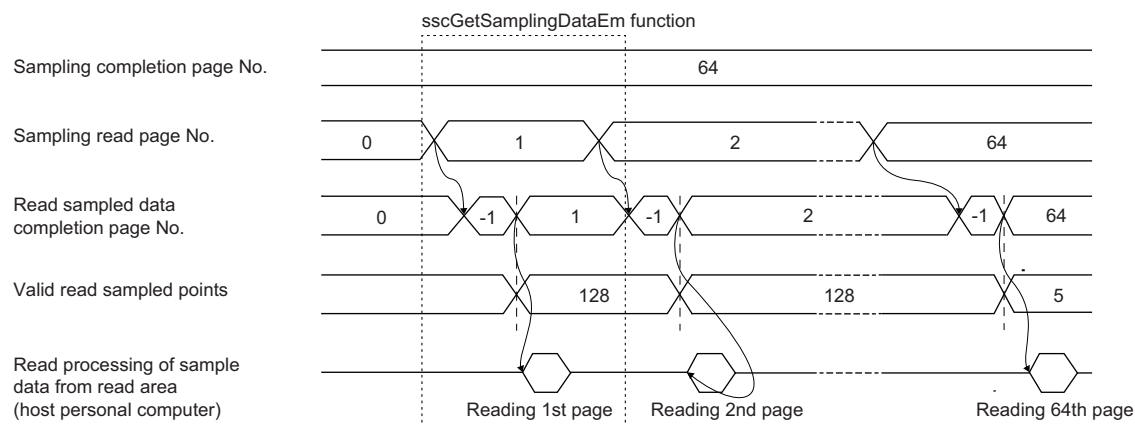 sscGetSamplingDataEm function
Sampling completion page No.
64
Sampling read page No.
0
1
2
64
Read sampled data
completion page No.
0
-1
1
-1
2
-1
64
Valid read sampled points
128
128
5
Read processing of sample
data from read area
(host personal computer)
Reading 1st page
Reading 2nd page
Reading 64th page